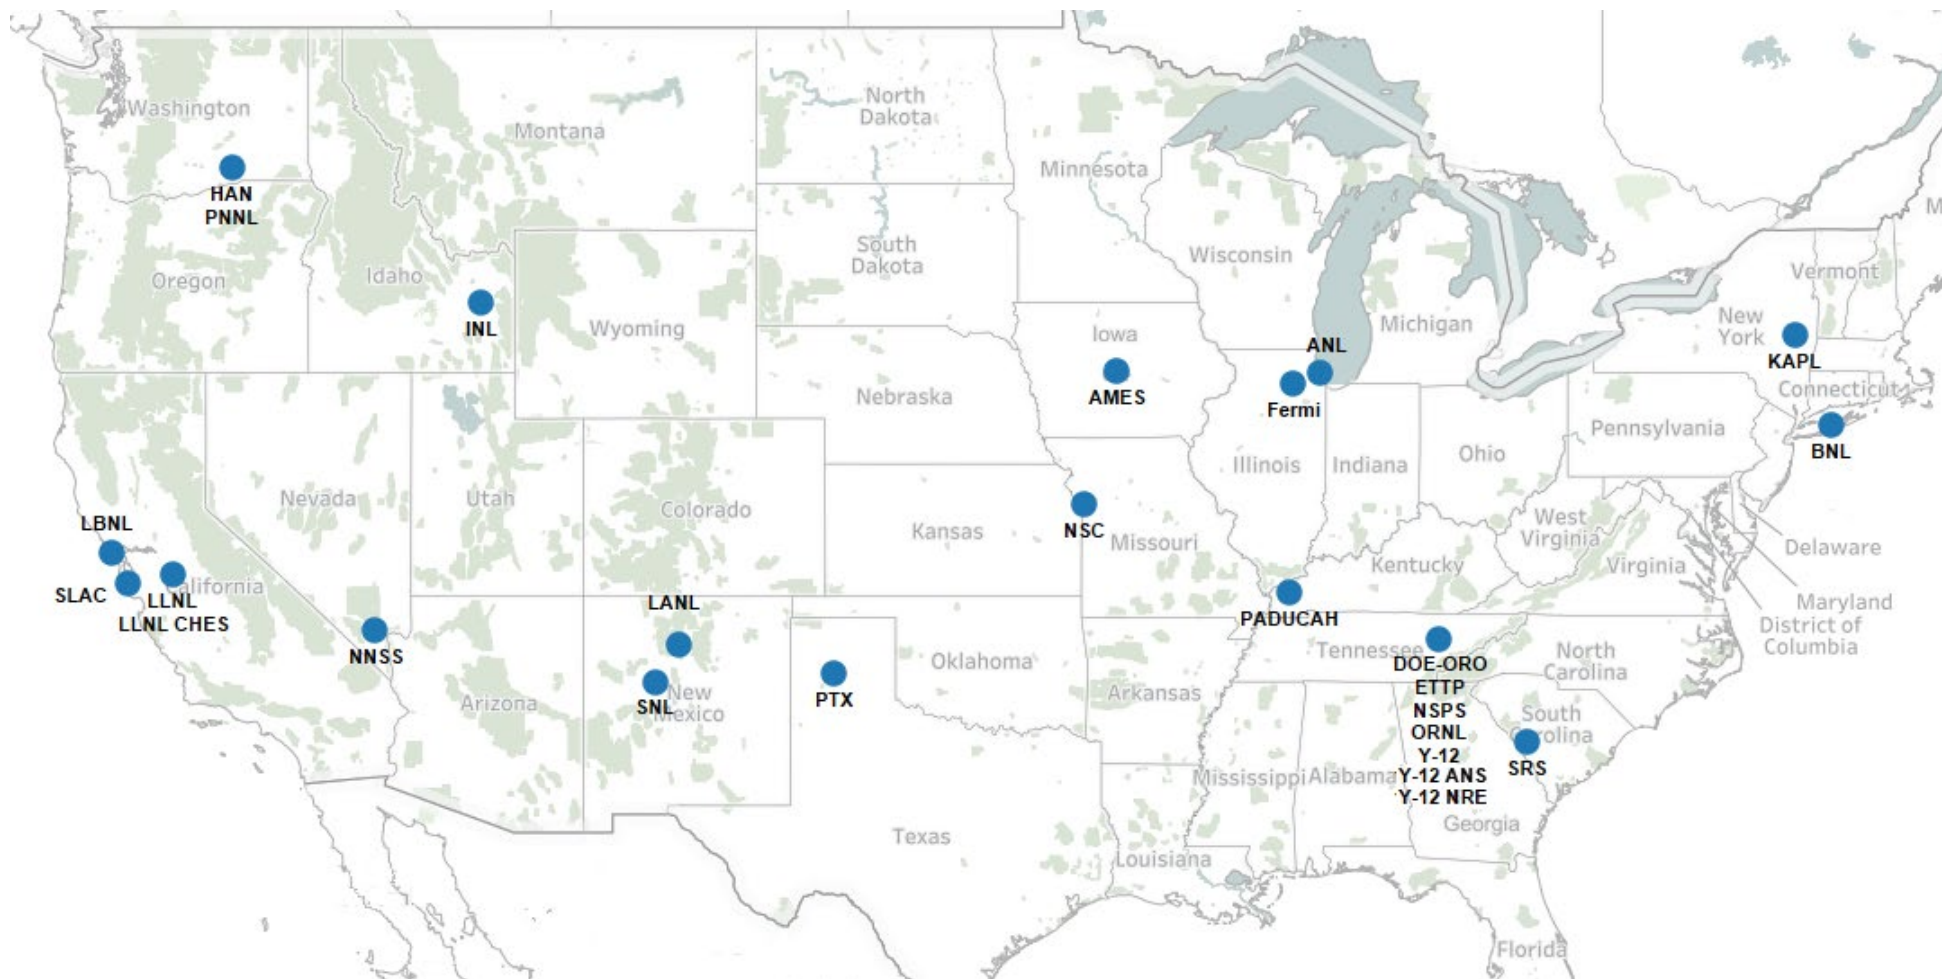 Washington
Montana
North
Dakota
Minnesota
HAN
PNNL
Oregon
Idaho
INL
Wyoming
South
Dakota
Wisconsin
Michigan
Vermont
New
York
KAPL
M
Iowa
AMES
ANL
Fermi
Nebraska
Connecticut
BNL
Pennsylvania
Ohio
Illinois
Indiana
Nevada
Utah
Colorado
Kansas
NSC
Missouri
West
Virginia
Virginia
Kentucky
Delaware
Maryland
District of
Columbia
LBNL
SLAC
California
LLNL
LLNL CHES
NNSS
LANL
SNL
New
Mexico
Arizona
PTX
Oklahoma
Arkansas
PADUCAH
Tennessee
DOE-ORO
ETTP
NSPS
ORNL
Y-12
Y-12 ANS
Y-12 NRE
North
Carolina
South
Carolina
SRS
Mississippi
Alabama
Georgia
Texas
Louisiana
Florida